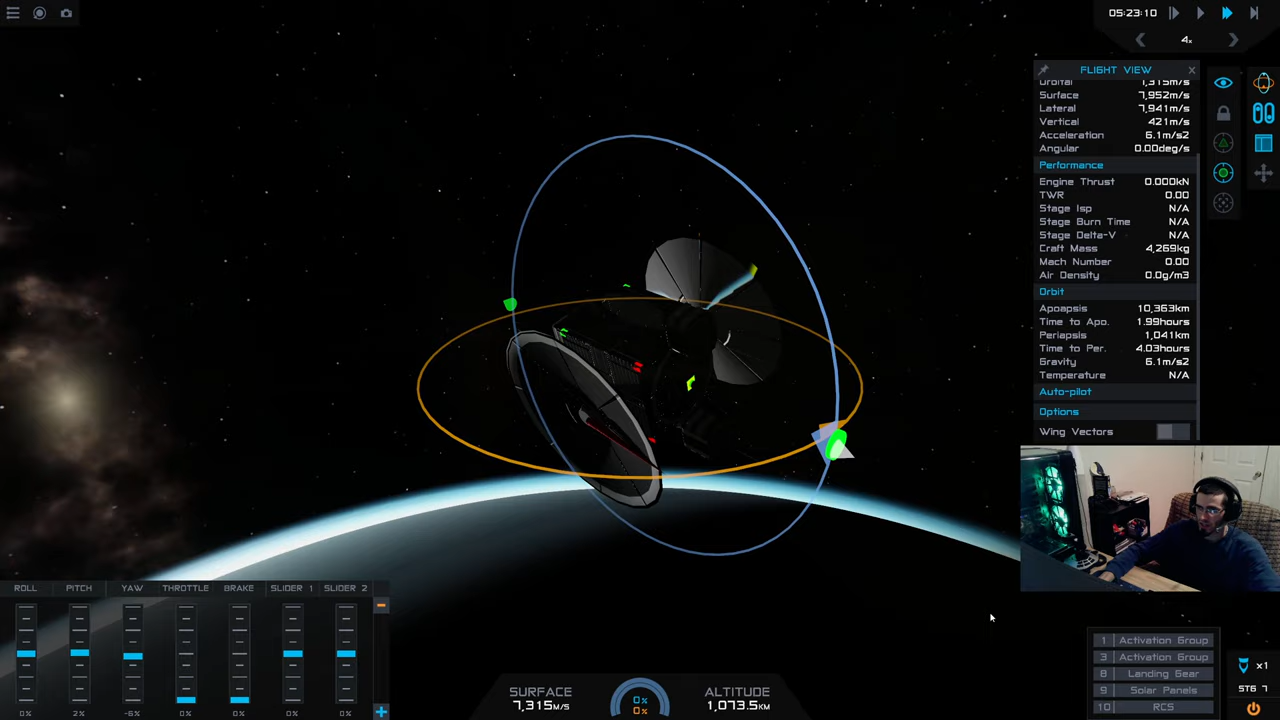 05:23:10
4x
FLIGHT VIEW
Orbital 1,315m/s
Surface 7,952m/s
Lateral 7,941m/s
Vertical 421m/s
Acceleration 6.1m/s2
Angular 0.00deg/s
Performance
Engine Thrust 0.000kN
TWR 0.00
Stage Isp N/A
Stage Burn Time N/A
Stage Delta-V N/A
Craft Mass 4,269kg
Mach Number 0.00
Air Density 0.0g/m3
Orbit
Apoapsis 10,363km
Time to Apo. 1.99hours
Periapsis 1,041km
Time to Per. 4.03hours
Gravity 6.1m/s2
Temperature N/A
Auto-pilot
Options
Wing Vectors
ROLL PITCH YAW THROTTLE BRAKE SLIDER 1 SLIDER 2
0% 2% -6% 0% 0% 0% 0%
SURFACE
7,315M/S
0%
0%
ALTITUDE
1,073.5KM
1 Activation Group
3 Activation Group
8 Landing Gear
9 Solar Panels
10 RCS
x1
STG 7